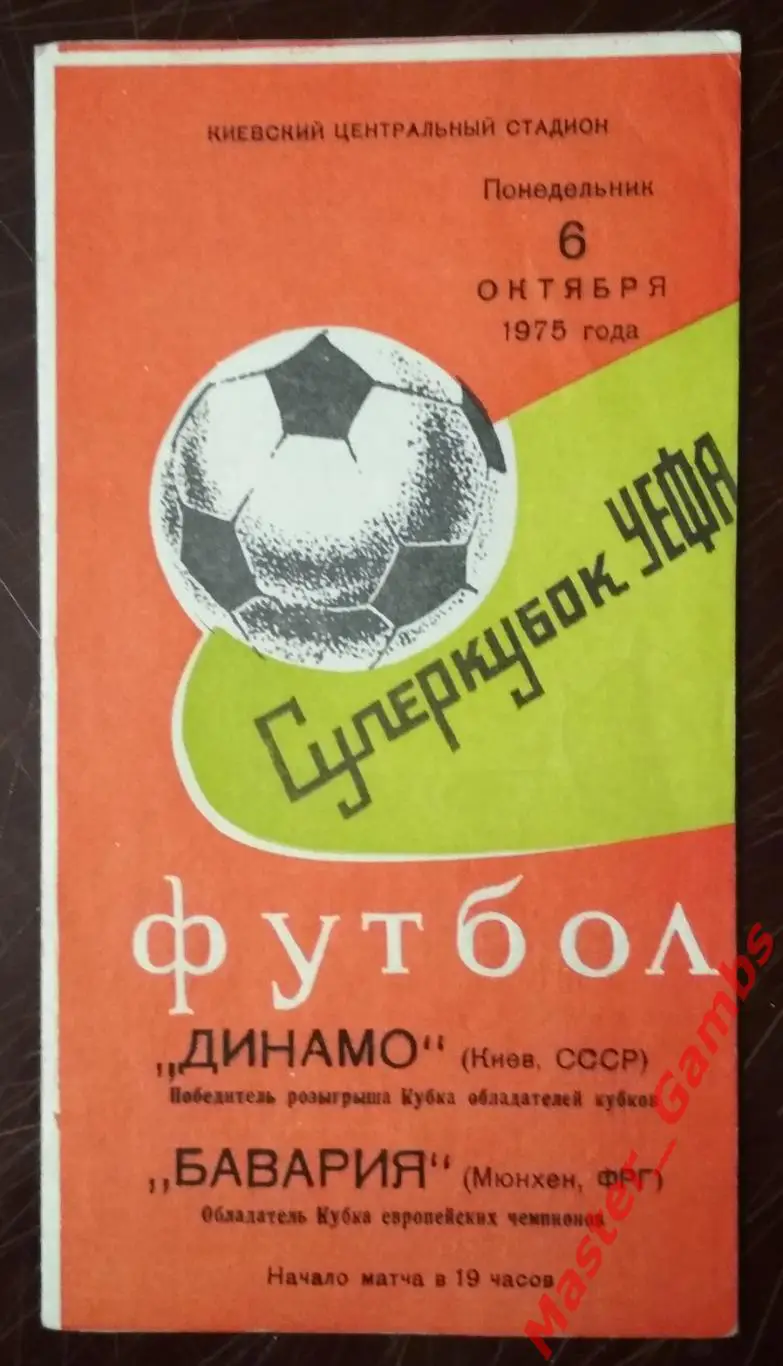 КИЕВСКИЙ ЦЕНТРАЛЬНЫЙ СТАДИОН
Понедельник
6
ОКТЯБРЯ
1975 года
Суперкубок УЕФА
футбол
„ДИНАМО“ (Киев, СССР)
Победитель розыгрыша Кубка обладателей кубков
„БАВАРИЯ“ (Мюнхен, ФРГ)
Обладатель Кубка европейских чемпионов
Начало матча в 19 часов
Master_Gambs